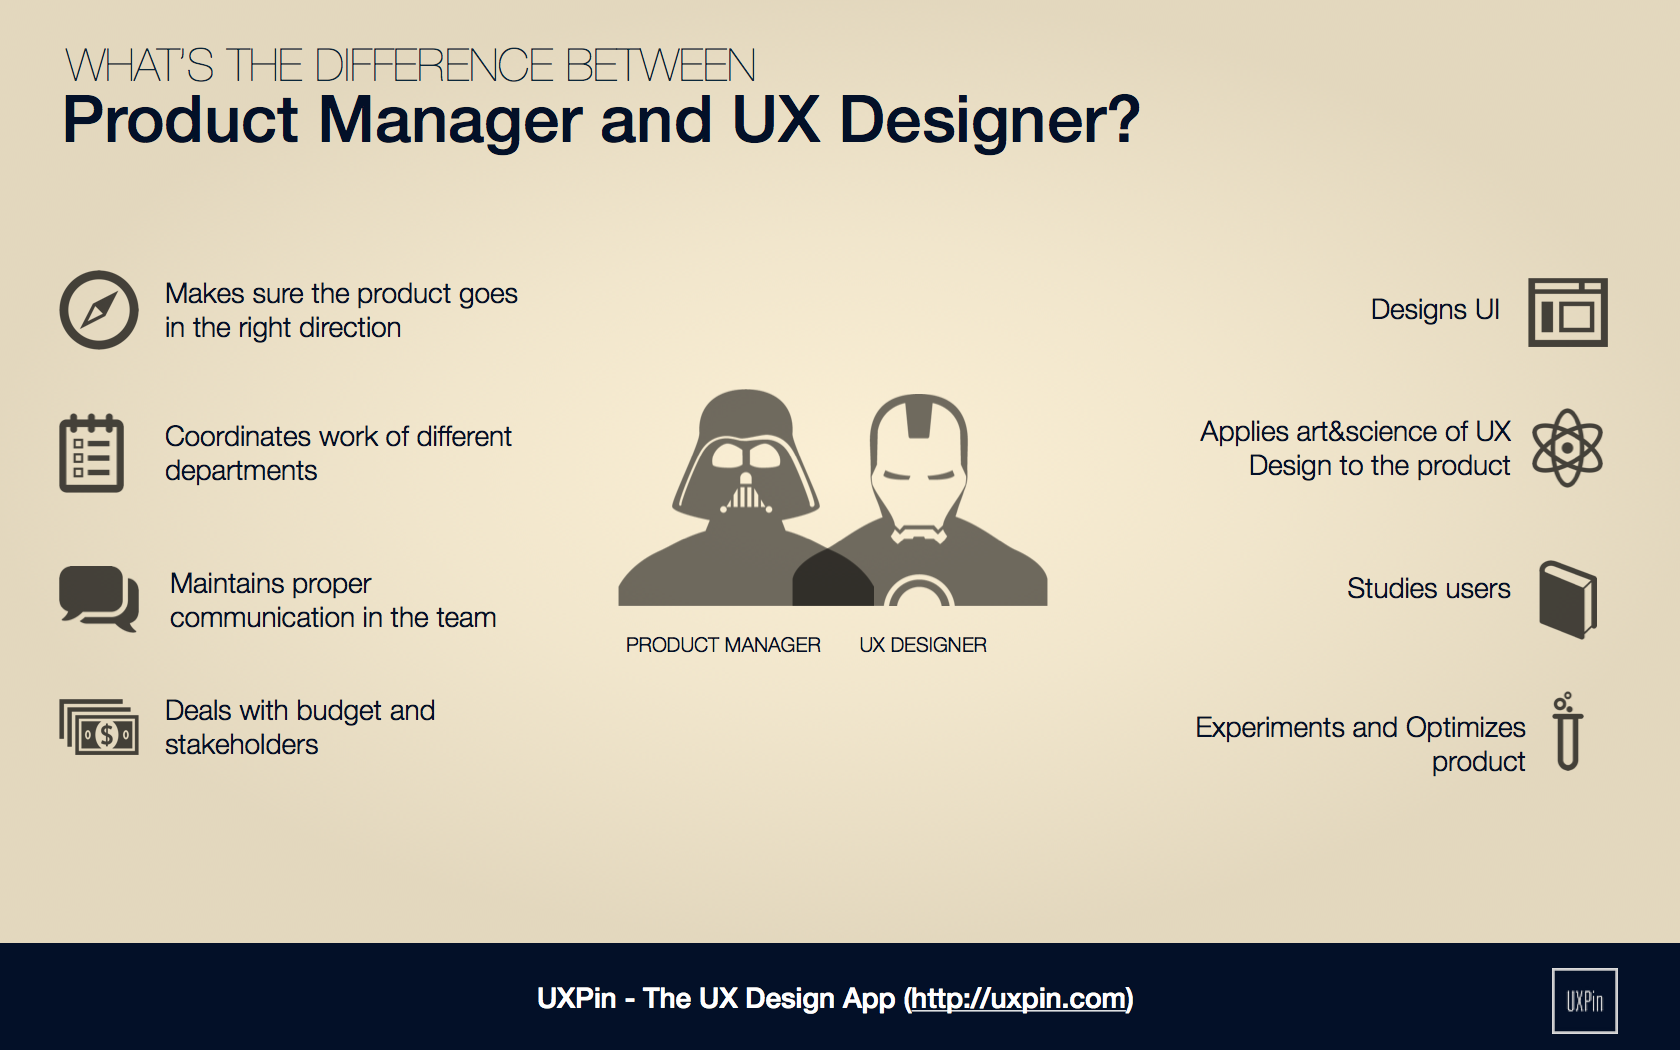 WHAT'S THE DIFFERENCE BETWEEN
Product Manager and UX Designer?
Makes sure the product goes
in the right direction
Coordinates work of different
departments
Maintains proper
communication in the team
Deals with budget and
stakeholders
$
PRODUCT MANAGER
UX DESIGNER
Designs UI
Applies art&science of UX
Design to the product
Studies users
Experiments and Optimizes
product
UXPin - The UX Design App (http://uxpin.com)
UXPin